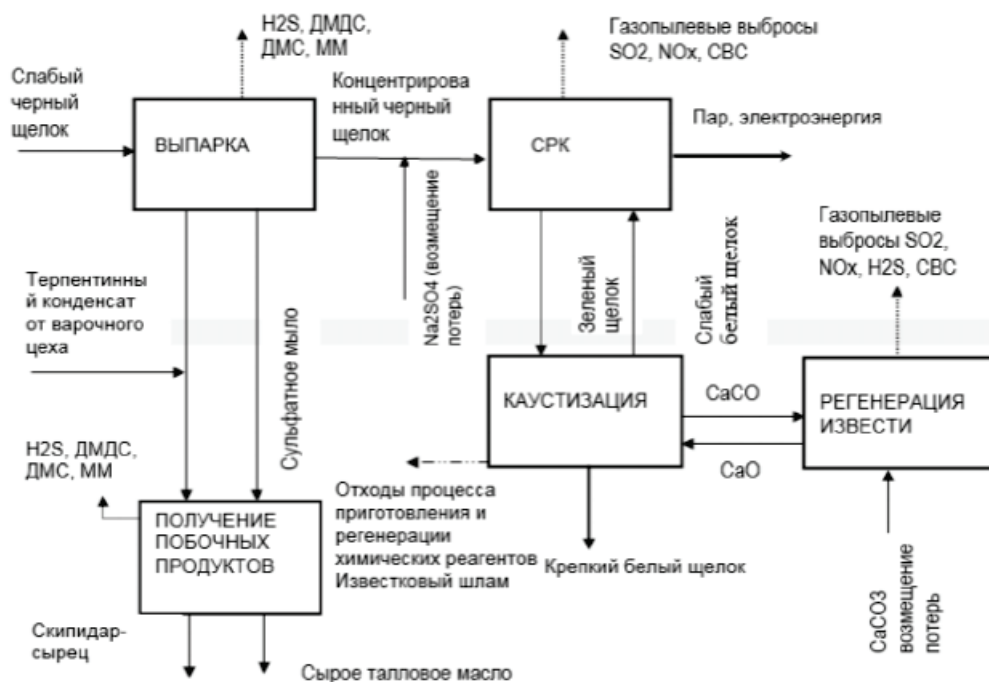 H2S, ДМДС,
ДМС, ММ
Газопылевые выбросы
SO2, NOx, СВС
Слабый
черный
щелок
Концентрирова
нный черный
щелок
ВЫПАРКА
СРК
Пар, электроэнергия
Na2SO4 (возмещение
потерь)
Зеленый
щелок
Слабый
белый щелок
Газопылевые
выбросы SO2,
NOx, H2S, СВС
Терпентинны
й конденсат
от варочного
цеха
Сульфатное мыло
КАУСТИЗАЦИЯ
CaCO
CaO
РЕГЕНЕРАЦИЯ
ИЗВЕСТИ
H2S, ДМДС,
ДМС, ММ
ПОЛУЧЕНИЕ
ПОБОЧНЫХ
ПРОДУКТОВ
Отходы процесса
приготовления и
регенерации
химических реагентов
Известковый шлам
Крепкий белый щелок
CaCO3
возмещение
потерь
Скипидар-
сырец
Сырое талловое масло